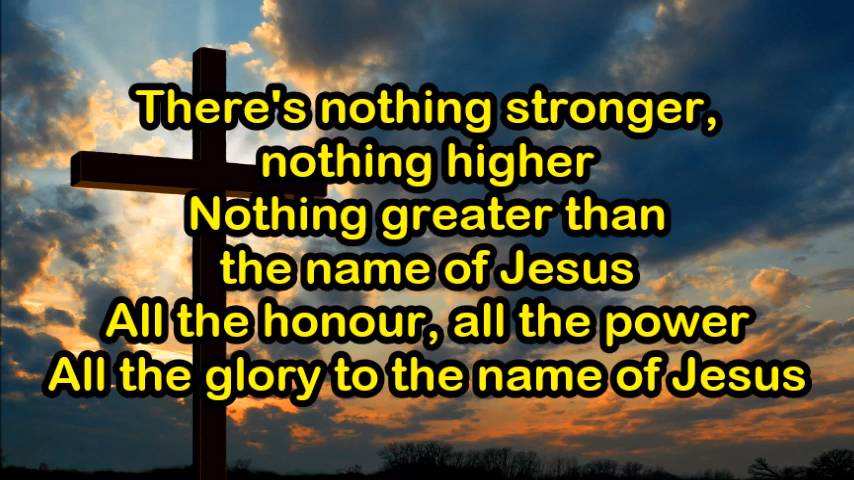 There's nothing stronger,
nothing higher
Nothing greater than
the name of Jesus
All the honour, all the power
All the glory to the name of Jesus